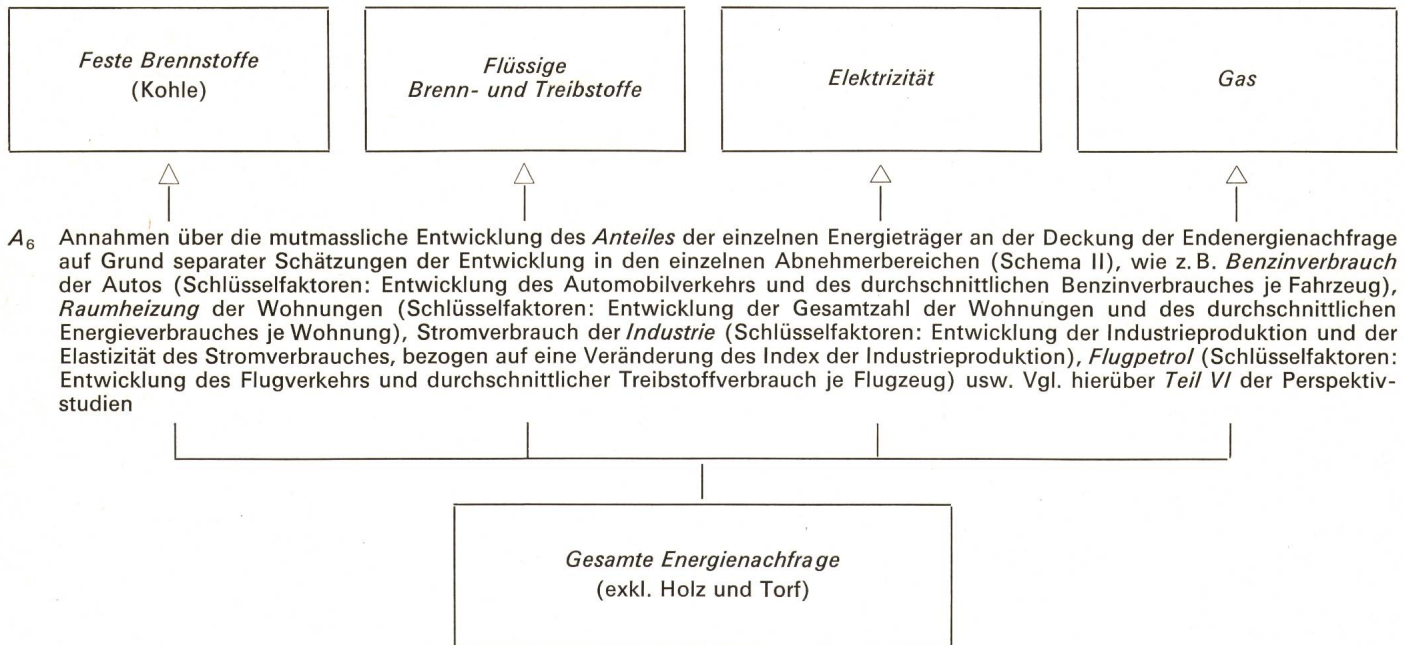 Feste Brennstoffe
(Kohle)
Flüssige
Brenn- und Treibstoffe
Elektrizität
Gas
A6 Annahmen über die mutmassliche Entwicklung des Anteiles der einzelnen Energieträger an der Deckung der Endenergienachfrage
auf Grund separater Schätzungen der Entwicklung in den einzelnen Abnehmerbereichen (Schema II), wie z.B. Benzinverbrauch
der Autos (Schlüsselfaktoren: Entwicklung des Automobilverkehrs und des durchschnittlichen Benzinverbrauches je Fahrzeug),
Raumheizung der Wohnungen (Schlüsselfaktoren: Entwicklung der Gesamtzahl der Wohnungen und des durchschnittlichen
Energieverbrauches je Wohnung), Stromverbrauch der Industrie (Schlüsselfaktoren: Entwicklung der Industrieproduktion und der
Elastizität des Stromverbrauches, bezogen auf eine Veränderung des Index der Industrieproduktion), Flugpetrol (Schlüsselfaktoren:
Entwicklung des Flugverkehrs und durchschnittlicher Treibstoffverbrauch je Flugzeug) usw. Vgl. hierüber Teil VI der Perspektiv-
studien
Gesamte Energienachfrage
(exkl. Holz und Torf)